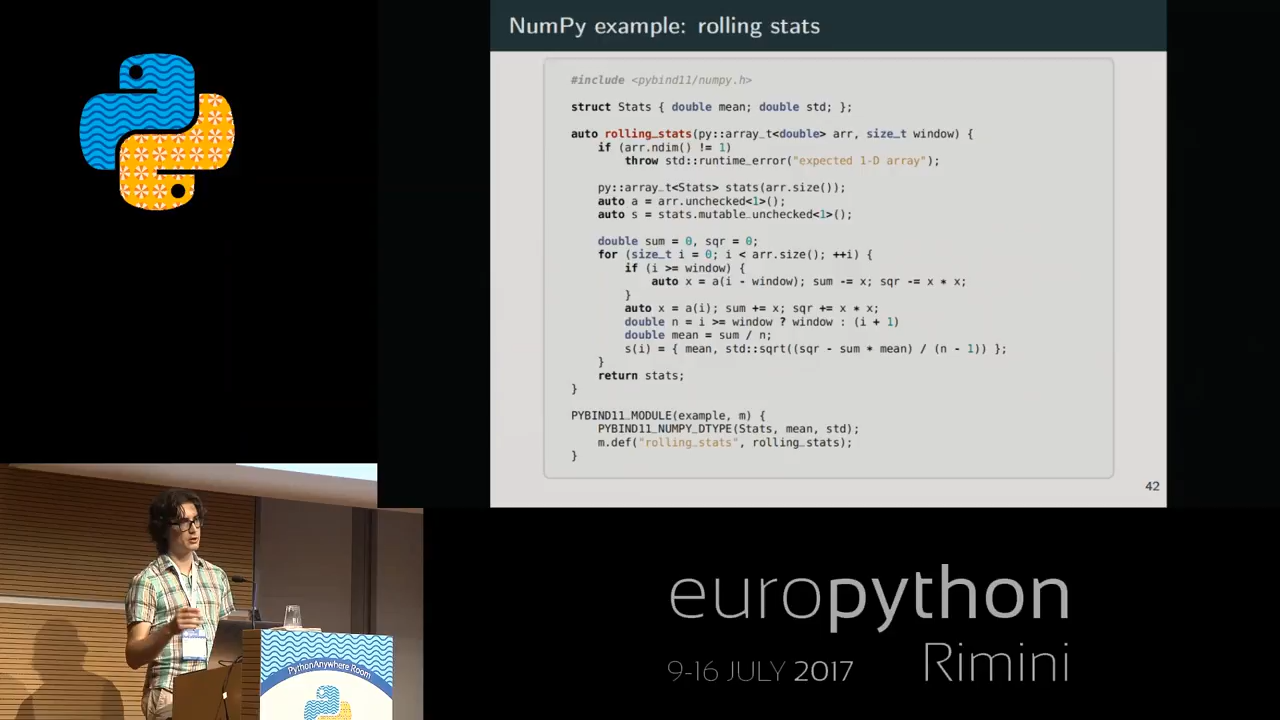 NumPy example: rolling stats
#include <pybind11/numpy.h>
struct Stats { double mean; double std; };
auto rolling_stats(py::array_t<double> arr, size_t window) {
if (arr.ndim() != 1)
throw std::runtime_error("expected 1-D array");
py::array_t<Stats> stats(arr.size());
auto a = arr.unchecked<1>();
auto s = stats.mutable_unchecked<1>();
double sum = 0, sqr = 0;
for (size_t i = 0; i < arr.size(); ++i) {
if (i >= window) {
auto x = a(i - window); sum -= x; sqr -= x * x;
}
auto x = a(i); sum += x; sqr += x * x;
double n = i >= window ? window : (i + 1)
double mean = sum / n;
s(i) = { mean, std::sqrt((sqr - sum * mean) / (n - 1)) };
}
return stats;
}
PYBIND11_MODULE(example, m) {
PYBIND11_NUMPY_DTYPE(Stats, mean, std);
m.def("rolling_stats", rolling_stats);
}
42
PythonAnywhere Room
europython
Rimini
9-16 JULY 2017